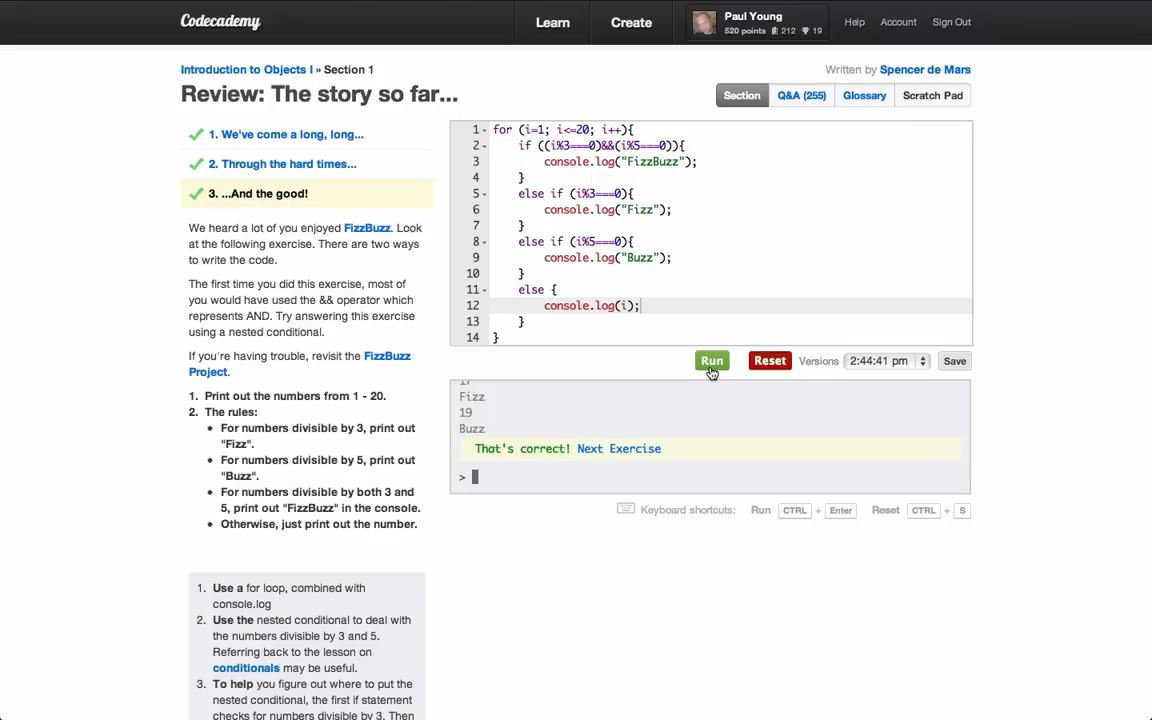 Codecademy
Learn
Create
Paul Young
520 points 212 19
Help
Account
Sign Out
Introduction to Objects I » Section 1
Written by Spencer de Mars
Review: The story so far...
Section
Q&A (255)
Glossary
Scratch Pad
1. We've come a long, long...
2. Through the hard times...
3. ...And the good!
We heard a lot of you enjoyed FizzBuzz. Look
at the following exercise. There are two ways
to write the code.
The first time you did this exercise, most of
you would have used the && operator which
represents AND. Try answering this exercise
using a nested conditional.
If you're having trouble, revisit the FizzBuzz
Project.
1. Print out the numbers from 1 - 20.
2. The rules:
• For numbers divisible by 3, print out
"Fizz".
• For numbers divisible by 5, print out
"Buzz".
• For numbers divisible by both 3 and
5, print out "FizzBuzz" in the console.
• Otherwise, just print out the number.
1. Use a for loop, combined with
console.log
2. Use the nested conditional to deal with
the numbers divisible by 3 and 5.
Referring back to the lesson on
conditionals may be useful.
3. To help you figure out where to put the
nested conditional, the first if statement
checks for numbers divisible by 3. Then
1 for (i=1; i<=20; i++){
2 if ((i%3===0)&&(i%5===0)){
3 console.log("FizzBuzz");
4 }
5 else if (i%3===0){
6 console.log("Fizz");
7 }
8 else if (i%5===0){
9 console.log("Buzz");
10 }
11 else {
12 console.log(i);
13 }
14 }
Run
Reset
Versions
2:44:41 pm
Save
17
Fizz
19
Buzz
That's correct! Next Exercise
>
Keyboard shortcuts: Run CTRL + Enter Reset CTRL + S